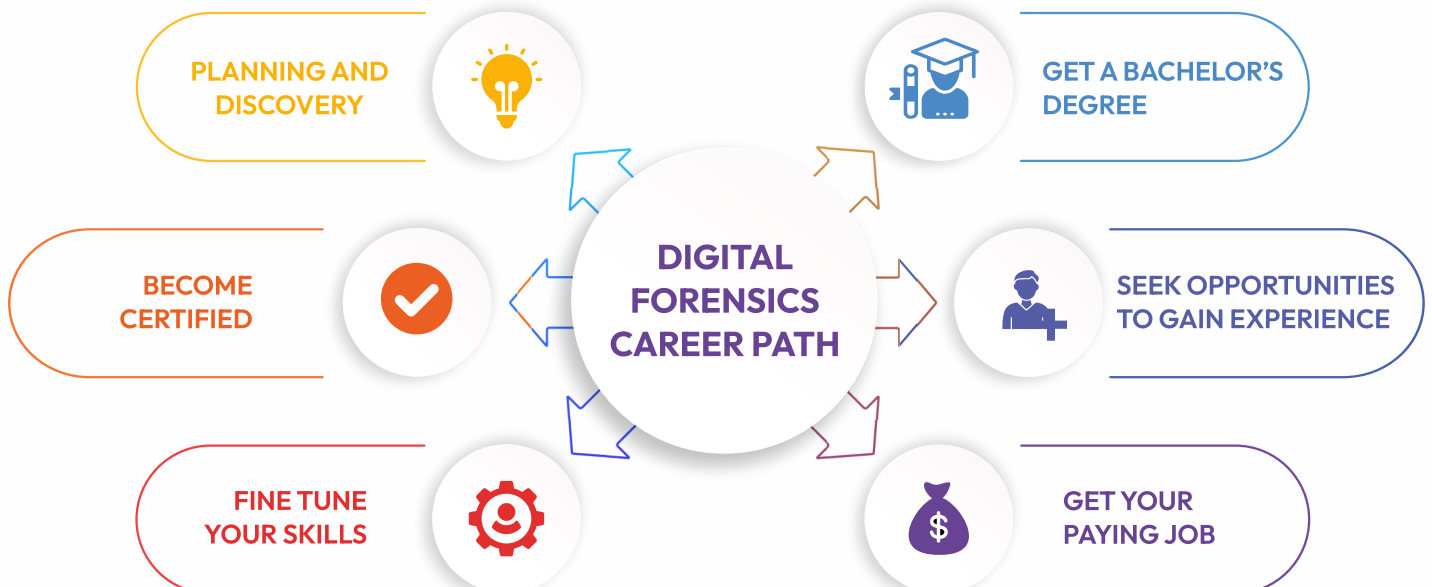 PLANNING AND
DISCOVERY
GET A BACHELOR’S
DEGREE
DIGITAL
FORENSICS
CAREER PATH
BECOME
CERTIFIED
SEEK OPPORTUNITIES
TO GAIN EXPERIENCE
FINE TUNE
YOUR SKILLS
$
GET YOUR
PAYING JOB